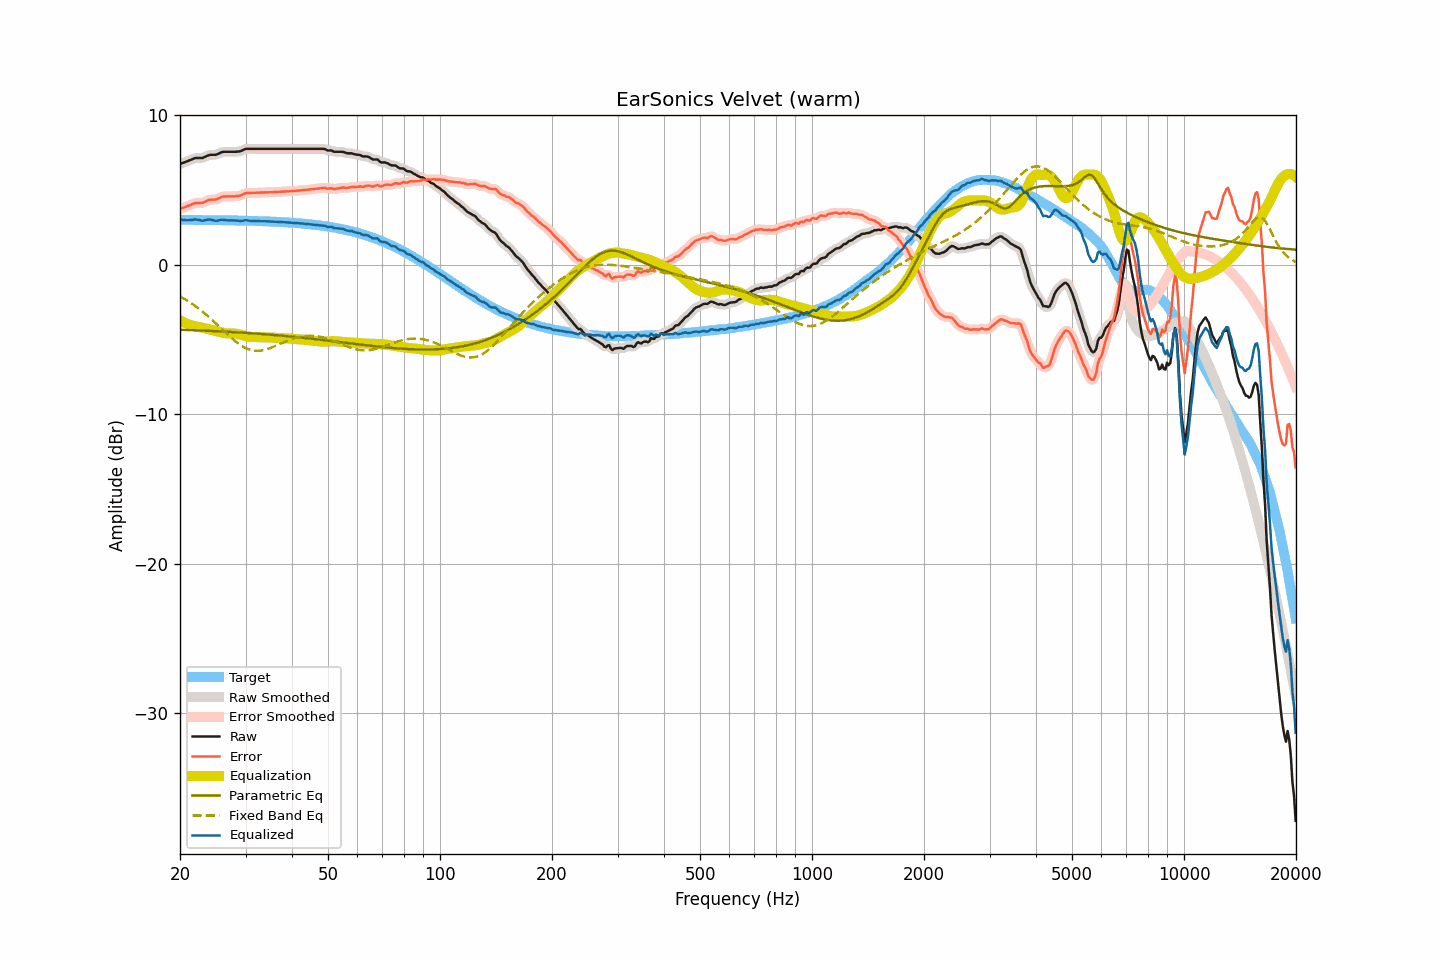 EarSonics Velvet (warm)
10
0
−10
−20
−30
Amplitude (dBr)
Target
Raw Smoothed
Error Smoothed
Raw
Error
Equalization
Parametric Eq
Fixed Band Eq
Equalized
20 50 100 200 500 1000 2000 5000 10000 20000
Frequency (Hz)